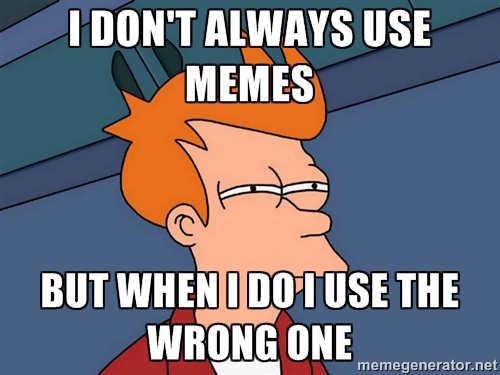 I DON'T ALWAYS USE
MEMES
BUT WHEN I DO I USE THE
WRONG ONE
memegenerator.net